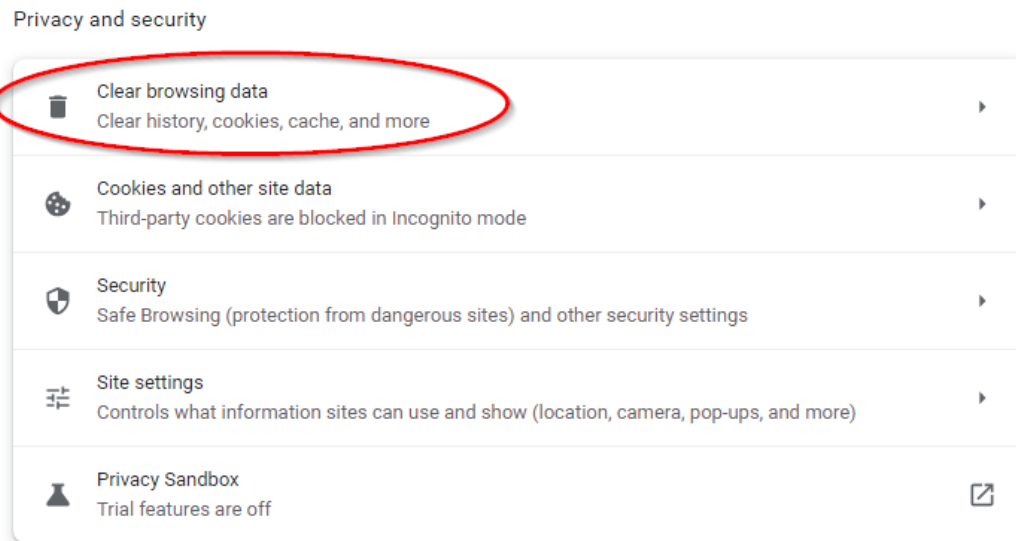 Privacy and security
Clear browsing data
Clear history, cookies, cache, and more
Cookies and other site data
Third-party cookies are blocked in Incognito mode
Security
Safe Browsing (protection from dangerous sites) and other security settings
Site settings
Controls what information sites can use and show (location, camera, pop-ups, and more)
Privacy Sandbox
Trial features are off